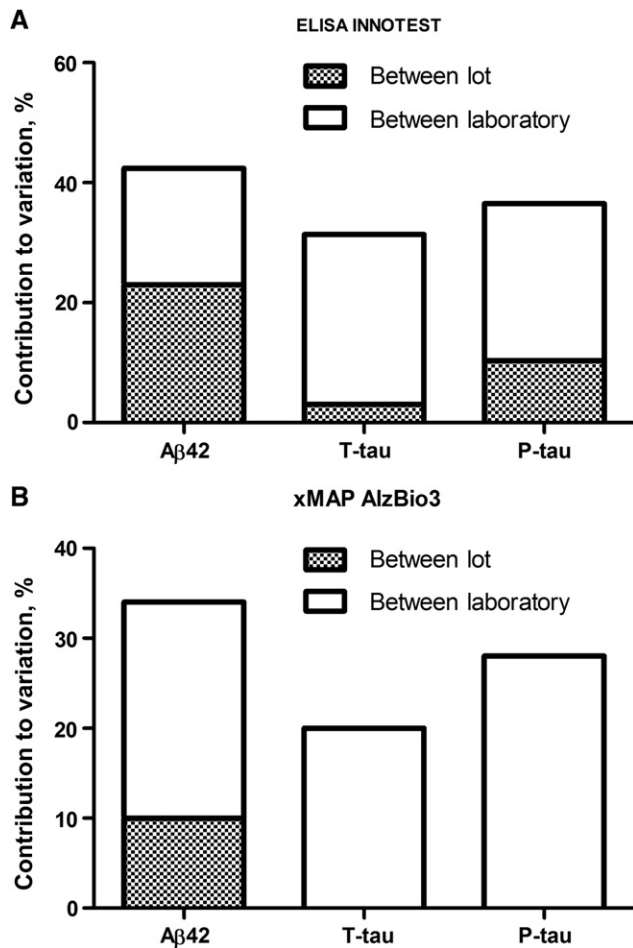 A
ELISA INNOTEST
Between lot
Between laboratory
Contribution to variation, %
60
40
20
0
Aβ42 T-tau P-tau
B
xMAP AlzBio3
Between lot
Between laboratory
Contribution to variation, %
40
30
20
10
0
Aβ42 T-tau P-tau